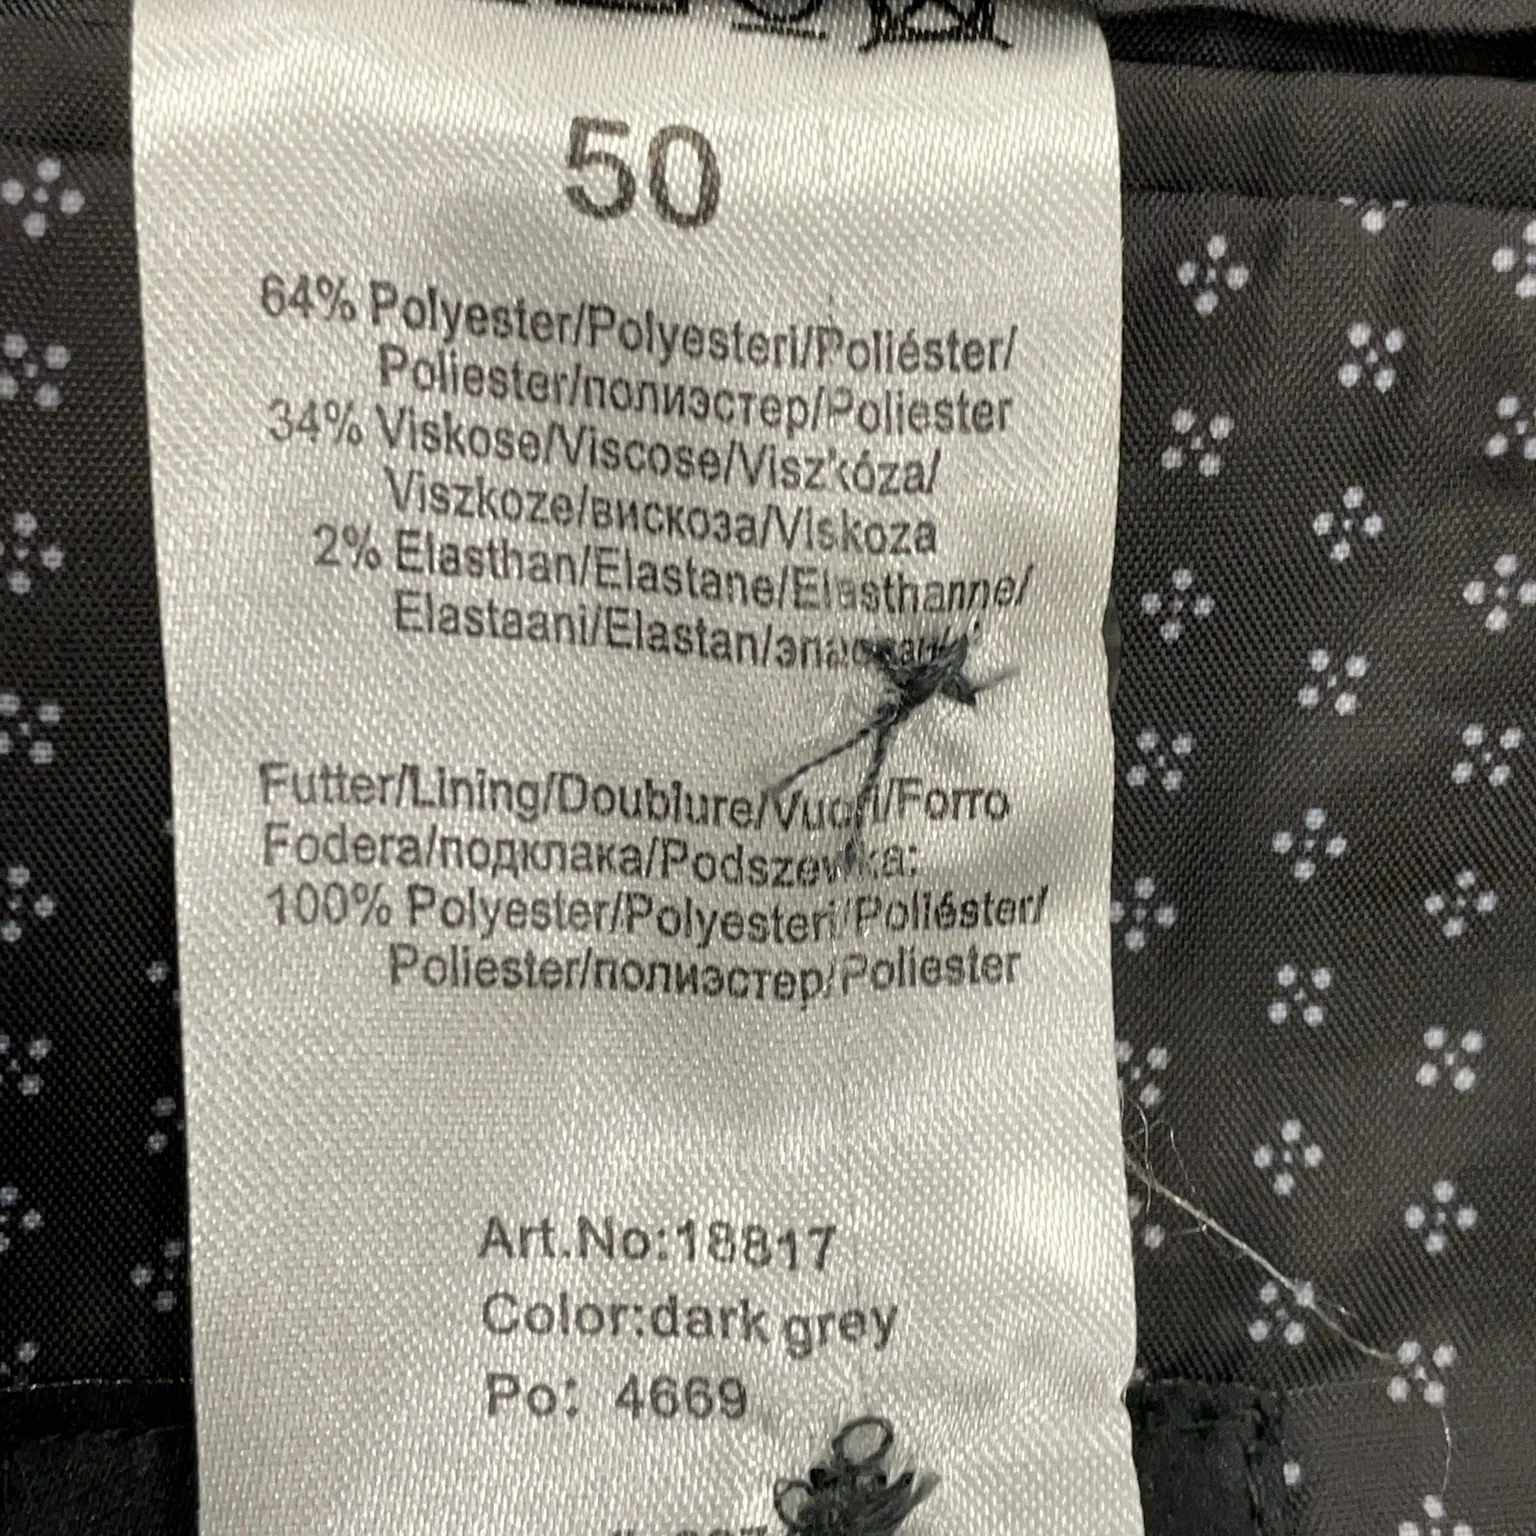 50
64% Polyester/Polyesteri/Poliéster/
Poliester/полиэстер/Poliester
34% Viskose/Viscose/Viszkóza/
Viszkoze/вискоза/Viskoza
2% Elasthan/Elastane/Elasthanne/
Elastaani/Elastan/
Futter/Lining/Doublure/Vuori/Forro
Fodera/подклака/Podszewka:
100% Polyester/Polyesteri/Poliéster/
Poliester/полиэстер/Poliester
Art.No:18817
Color:dark grey
Po: 4669